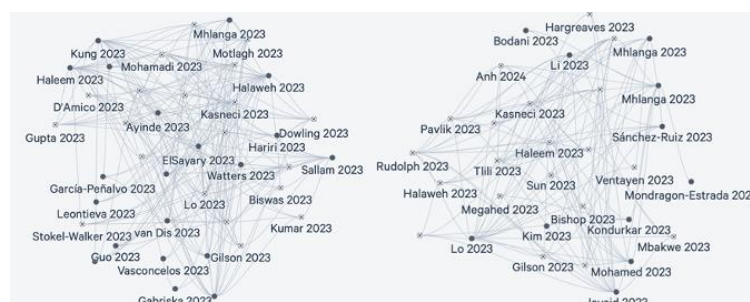 Mhlanga 2023
Kung 2023
Motlagh 2023
Mohamadi 2023
Haleem 2023
Halaweh 2023
D'Amico 2023
Kasneci 2023
Ayinde 2023
Gupta 2023
Dowling 2023
Hariri 2023
ElSayary 2023
Watters 2023
Sallam 2023
García-Peñalvo 2023
Lo 2023
Biswas 2023
Leontieva 2023
Kumar 2023
Stokel-Walker 2023
van Dis 2023
Guo 2023
Gilson 2023
Vasconcelos 2023
Gabriska 2023
Hargreaves 2023
Bodani 2023
Mhlanga 2023
Li 2023
Anh 2024
Mhlanga 2023
Kasneci 2023
Pavlik 2023
Sánchez-Ruiz 2023
Haleem 2023
Rudolph 2023
Tlili 2023
Ventayen 2023
Sun 2023
Halaweh 2023
Mondragon-Estrada 202
Megahed 2023
Bishop 2023
Kondurkar 2023
Kim 2023
Lo 2023
Mbakwe 2023
Gilson 2023
Mohamed 2023